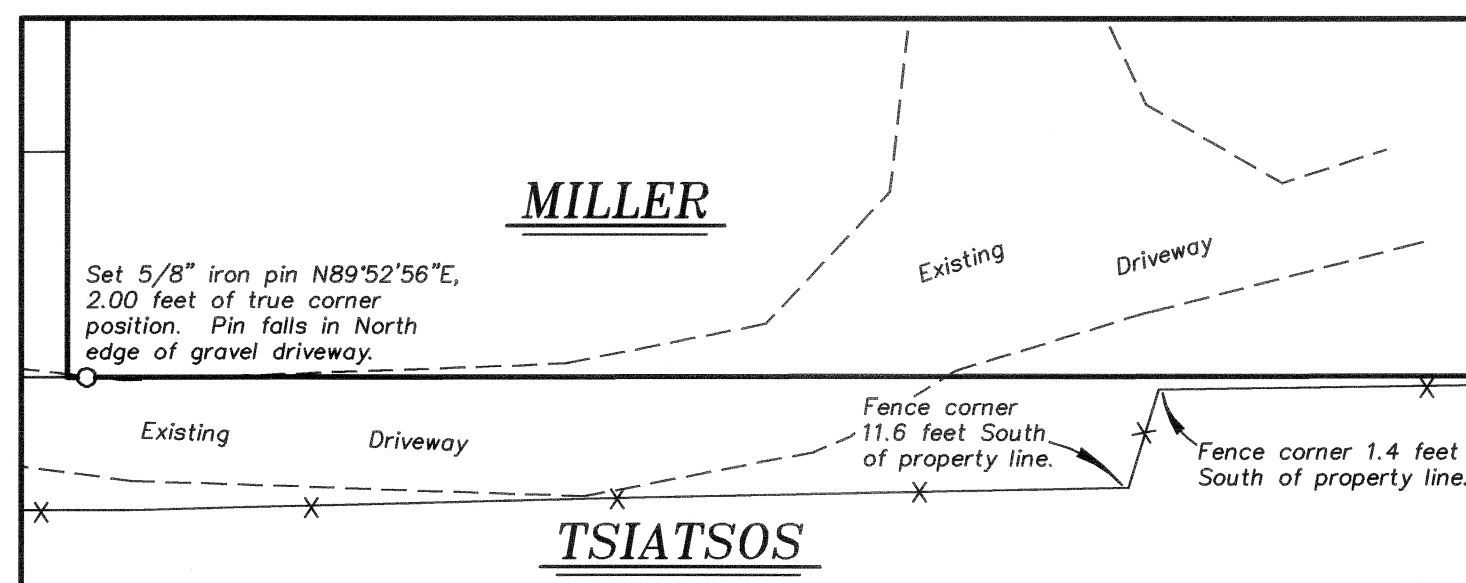 MILLER
Set 5/8" iron pin N89°52'56"E,
2.00 feet of true corner
position. Pin falls in North
edge of gravel driveway.
Existing Driveway
Existing Driveway
Fence corner
11.6 feet South
of property line.
Fence corner 1.4 feet
South of property line.
TSIATSOS